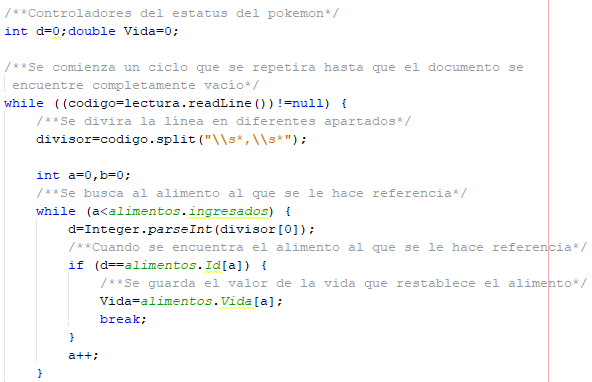 /**Controladores del estatus del pokemon*/
int d=0;double Vida=0;
/**Se comienza un ciclo que se repetira hasta que el documento se
encuentre completamente vacío*/
while ((codigo=lectura.readLine())!=null) {
/**Se divira la línea en diferentes apartados*/
divisor=codigo.split("\\s*,\\s*");
int a=0,b=0;
/**Se busca al alimento al que se le hace referencia*/
while (a<alimentos.ingresados) {
d=Integer.parseInt(divisor[0]);
/**Cuando se encuentra el alimento al que se le hace referencia*/
if (d==alimentos.Id[a]) {
/**Se guarda el valor de la vida que restablece el alimento*/
Vida=alimentos.Vida[a];
break;
}
a++;
}